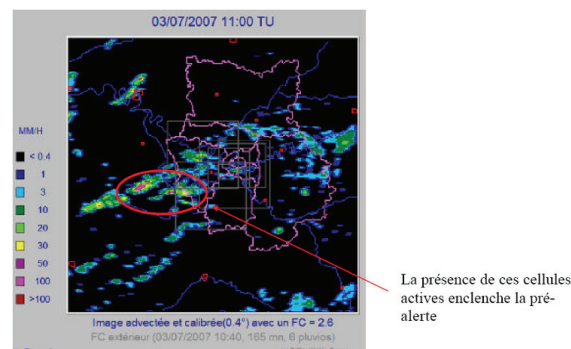 03/07/2007 11:00 TU
MM/H
< 0.4
1
3
10
20
30
50
100
>100
La présence de ces cellules
actives enclenche la pré-
alerte
Image advectée et calibrée(0.4°) avec un FC = 2.6
FC extérieur (03/07/2007 10:40, 165 mn, 6 pluvios)